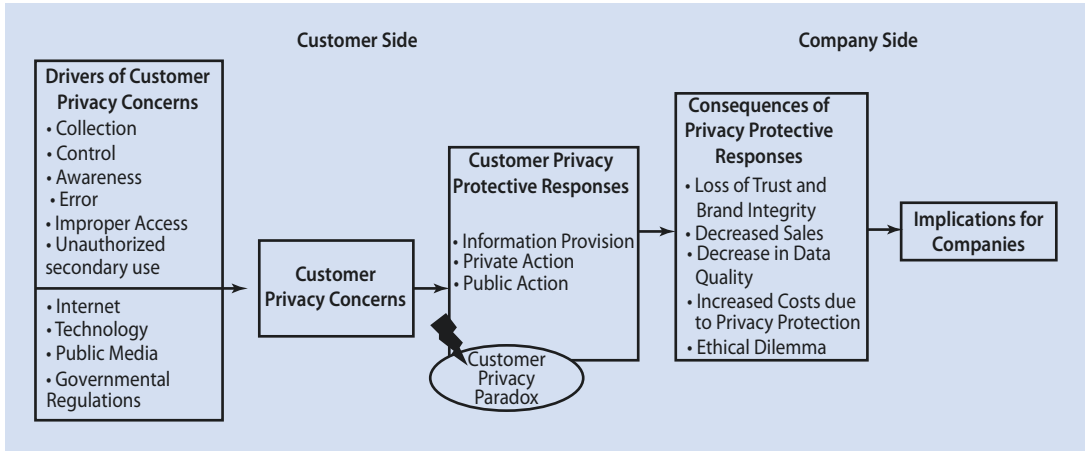 Customer Side
Company Side
Drivers of Customer
Privacy Concerns
• Collection
• Control
• Awareness
• Error
• Improper Access
• Unauthorized
secondary use
• Internet
• Technology
• Public Media
• Governmental
Regulations
Customer
Privacy Concerns
Customer Privacy
Protective Responses
• Information Provision
• Private Action
• Public Action
Customer
Privacy
Paradox
Consequences of
Privacy Protective
Responses
• Loss of Trust and
Brand Integrity
• Decreased Sales
• Decrease in Data
Quality
• Increased Costs due
to Privacy Protection
• Ethical Dilemma
Implications for
Companies